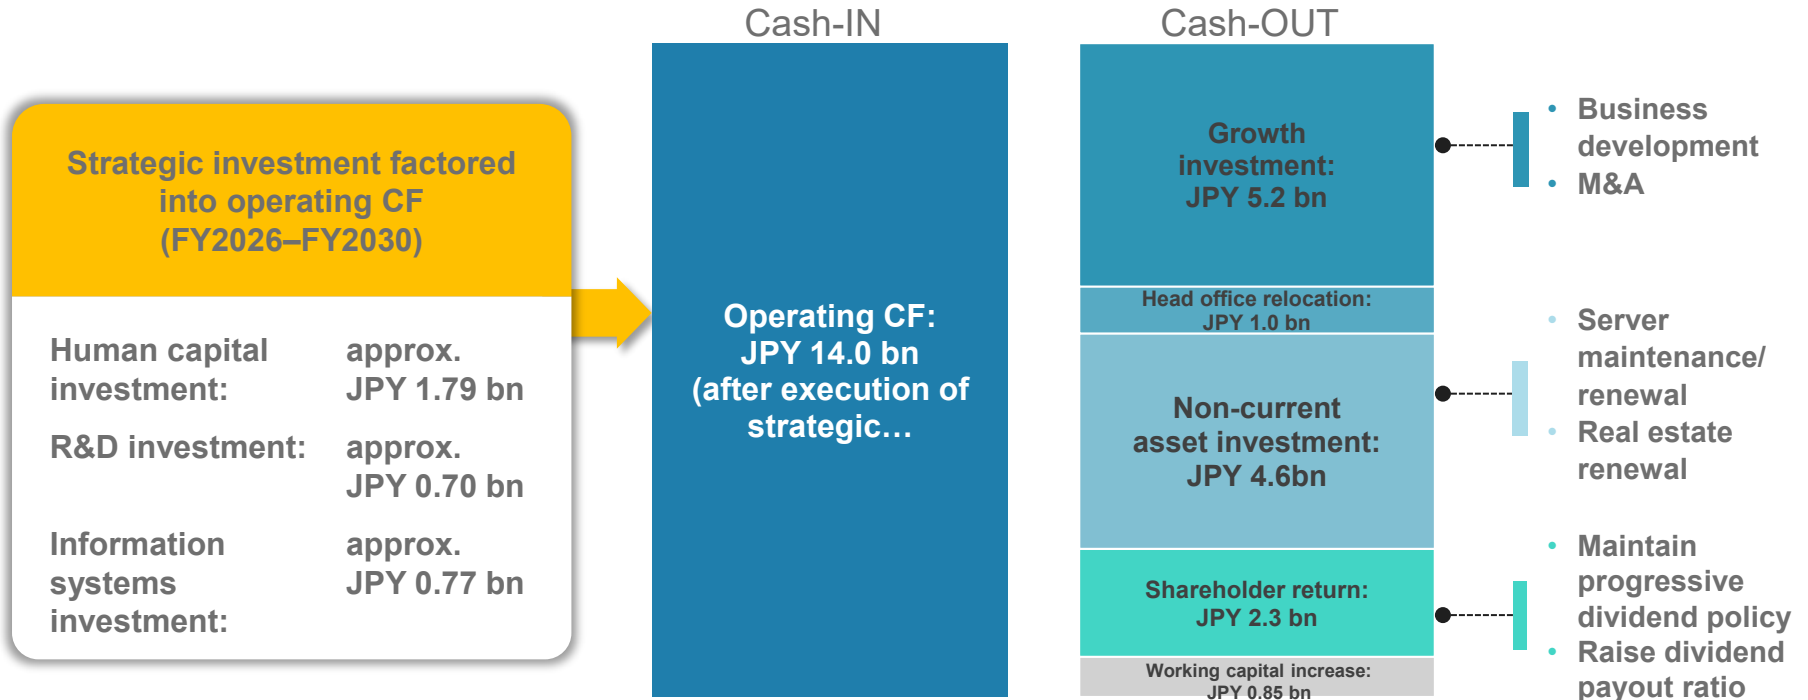 Cash-IN
Cash-OUT
Strategic investment factored
into operating CF
(FY2026–FY2030)
Human capital
investment:
approx.
JPY 1.79 bn
R&D investment:
approx.
JPY 0.70 bn
Information
systems
investment:
approx.
JPY 0.77 bn
Operating CF:
JPY 14.0 bn
(after execution of
strategic…
Growth
investment:
JPY 5.2 bn
Head office relocation:
JPY 1.0 bn
Non-current
asset investment:
JPY 4.6bn
Shareholder return:
JPY 2.3 bn
Working capital increase:
JPY 0.85 bn
• Business
development
• M&A
• Server
maintenance/
renewal
• Real estate
renewal
• Maintain
progressive
dividend policy
• Raise dividend
payout ratio